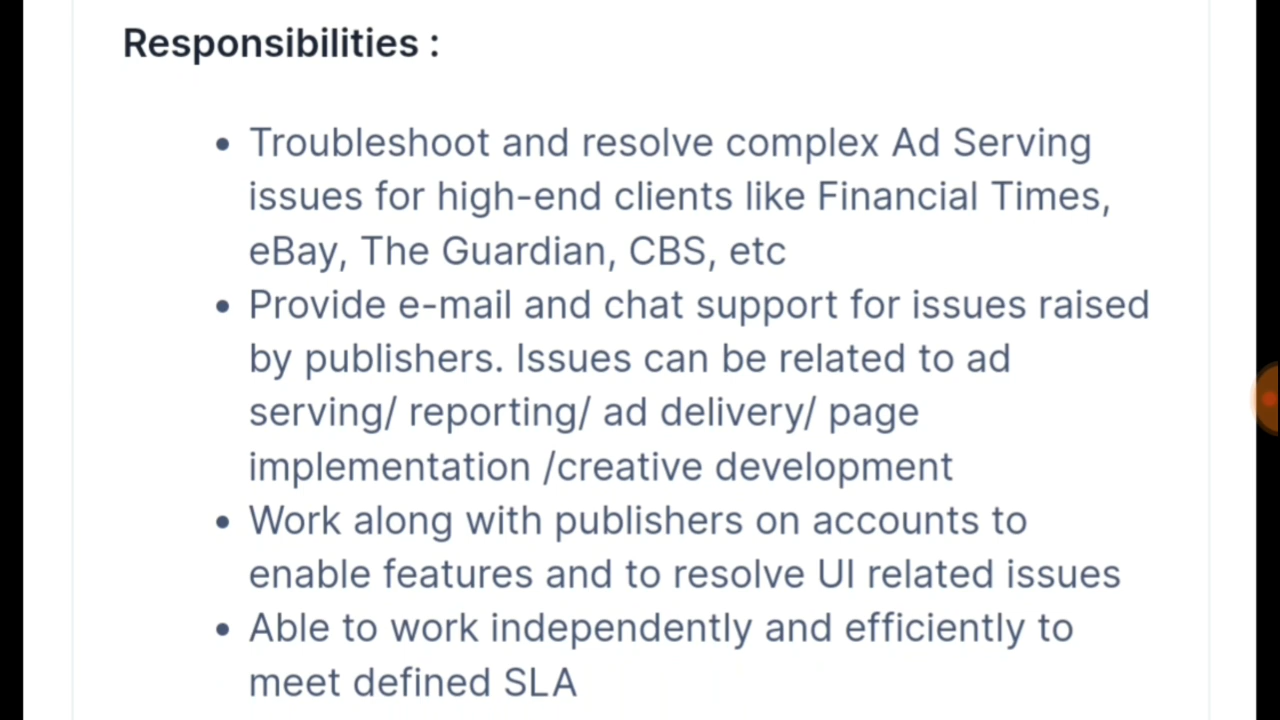 Responsibilities :
• Troubleshoot and resolve complex Ad Serving
issues for high-end clients like Financial Times,
eBay, The Guardian, CBS, etc
• Provide e-mail and chat support for issues raised
by publishers. Issues can be related to ad
serving/ reporting/ ad delivery/ page
implementation /creative development
• Work along with publishers on accounts to
enable features and to resolve UI related issues
• Able to work independently and efficiently to
meet defined SLA